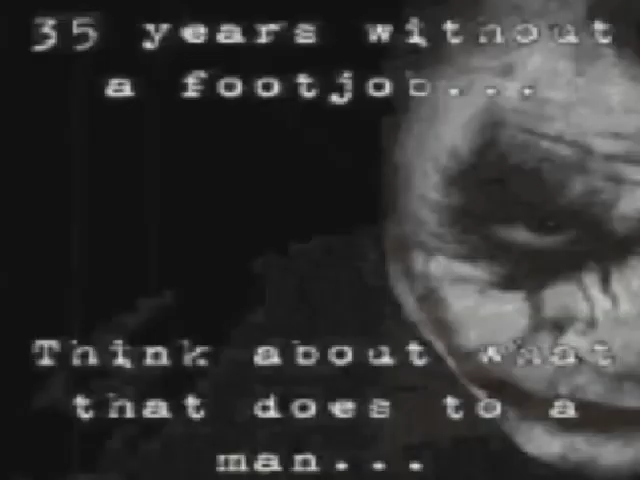 35 years without
a footjob...
Think about what
that does to a
man...